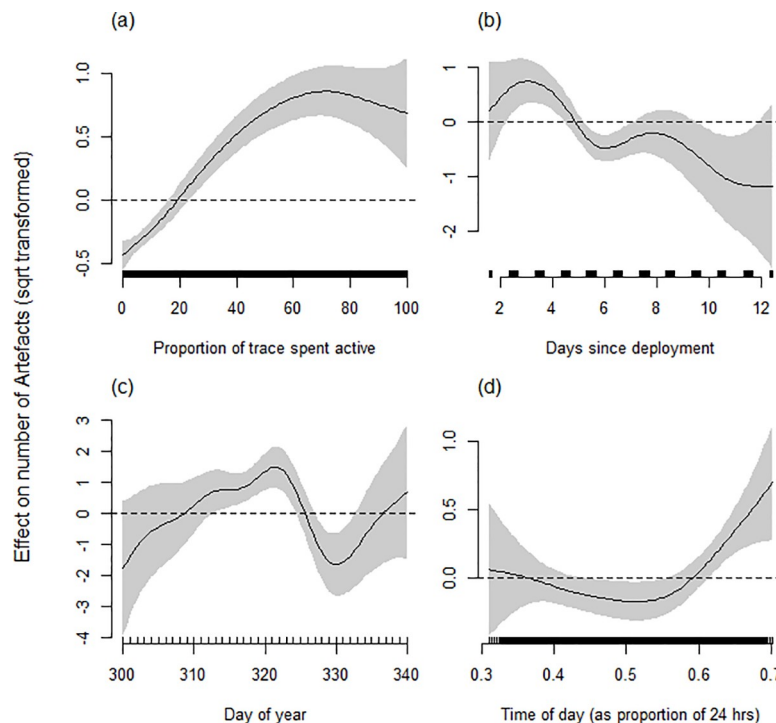 (a)
(b)
Effect on number of Artefacts (sqrt transformed)
1.0
0.5
0.0
-0.5
0 20 40 60 80 100
Proportion of trace spent active
1
0
-1
-2
2 4 6 8 10 12
Days since deployment
(c)
(d)
3
2
1
0
-1
-2
-3
-4
300 310 320 330 340
Day of year
1.0
0.5
0.0
0.3 0.4 0.5 0.6 0.7
Time of day (as proportion of 24 hrs)